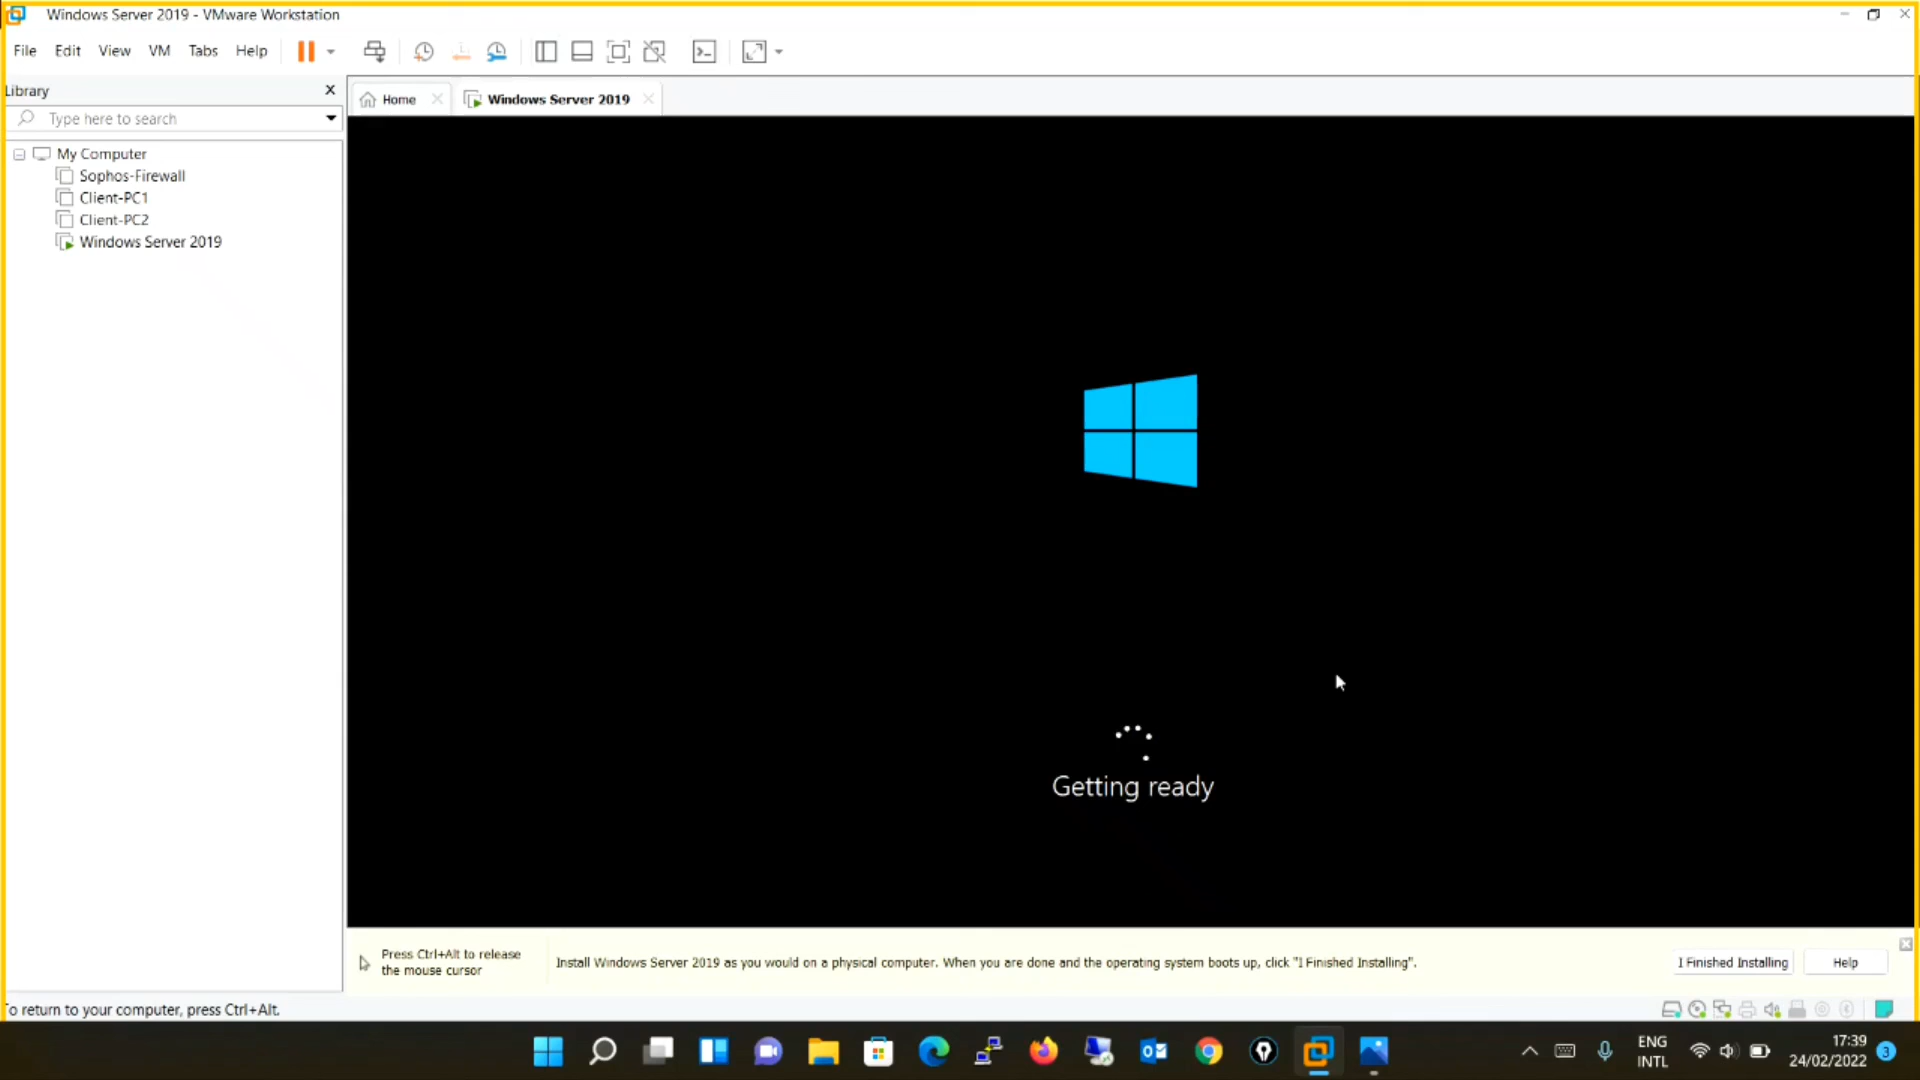 Windows Server 2019 - VMware Workstation
File Edit View VM Tabs Help
Library
Type here to search
My Computer
Sophos-Firewall
Client-PC1
Client-PC2
Windows Server 2019
Home
Windows Server 2019
Getting ready
Press Ctrl+Alt to release
the mouse cursor
Install Windows Server 2019 as you would on a physical computer. When you are done and the operating system boots up, click "I Finished Installing".
I Finished Installing
Help
To return to your computer, press Ctrl+Alt.
ENG
INTL
17:39
24/02/2022
3